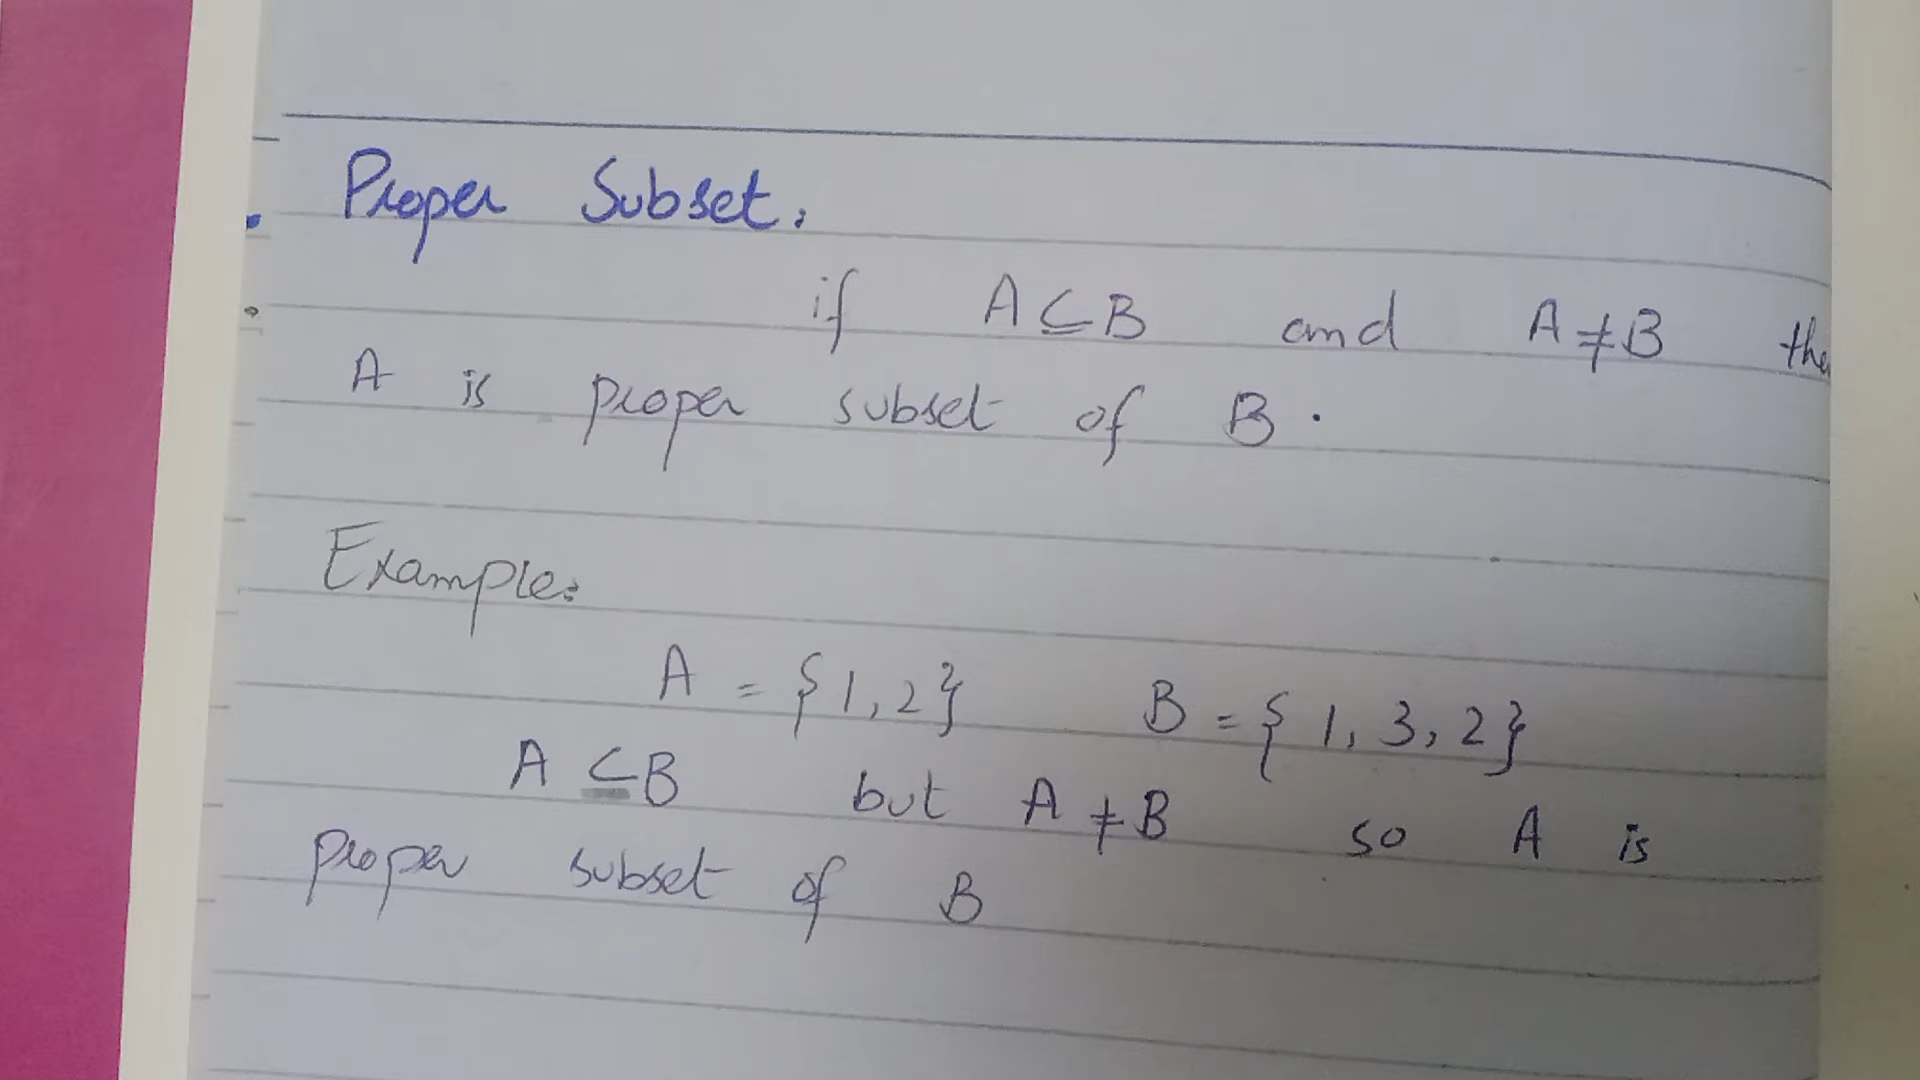 Proper Subset:
if A ⊆ B and A ≠ B the
A is proper subset of B.
Example:
A = {1, 2} B = {1, 3, 2}
A ⊆ B but A ≠ B so A is
proper subset of B